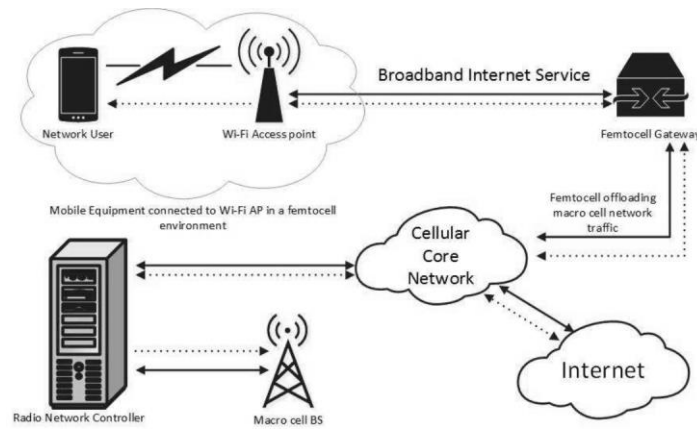 Broadband Internet Service
Network User
Wi-Fi Access point
Femtocell Gateway
Mobile Equipment connected to Wi-Fi AP in a femtocell
environment
Femtocell offloading
macro cell network
traffic
Cellular
Core
Network
Internet
Radio Network Controller
Macro cell BS